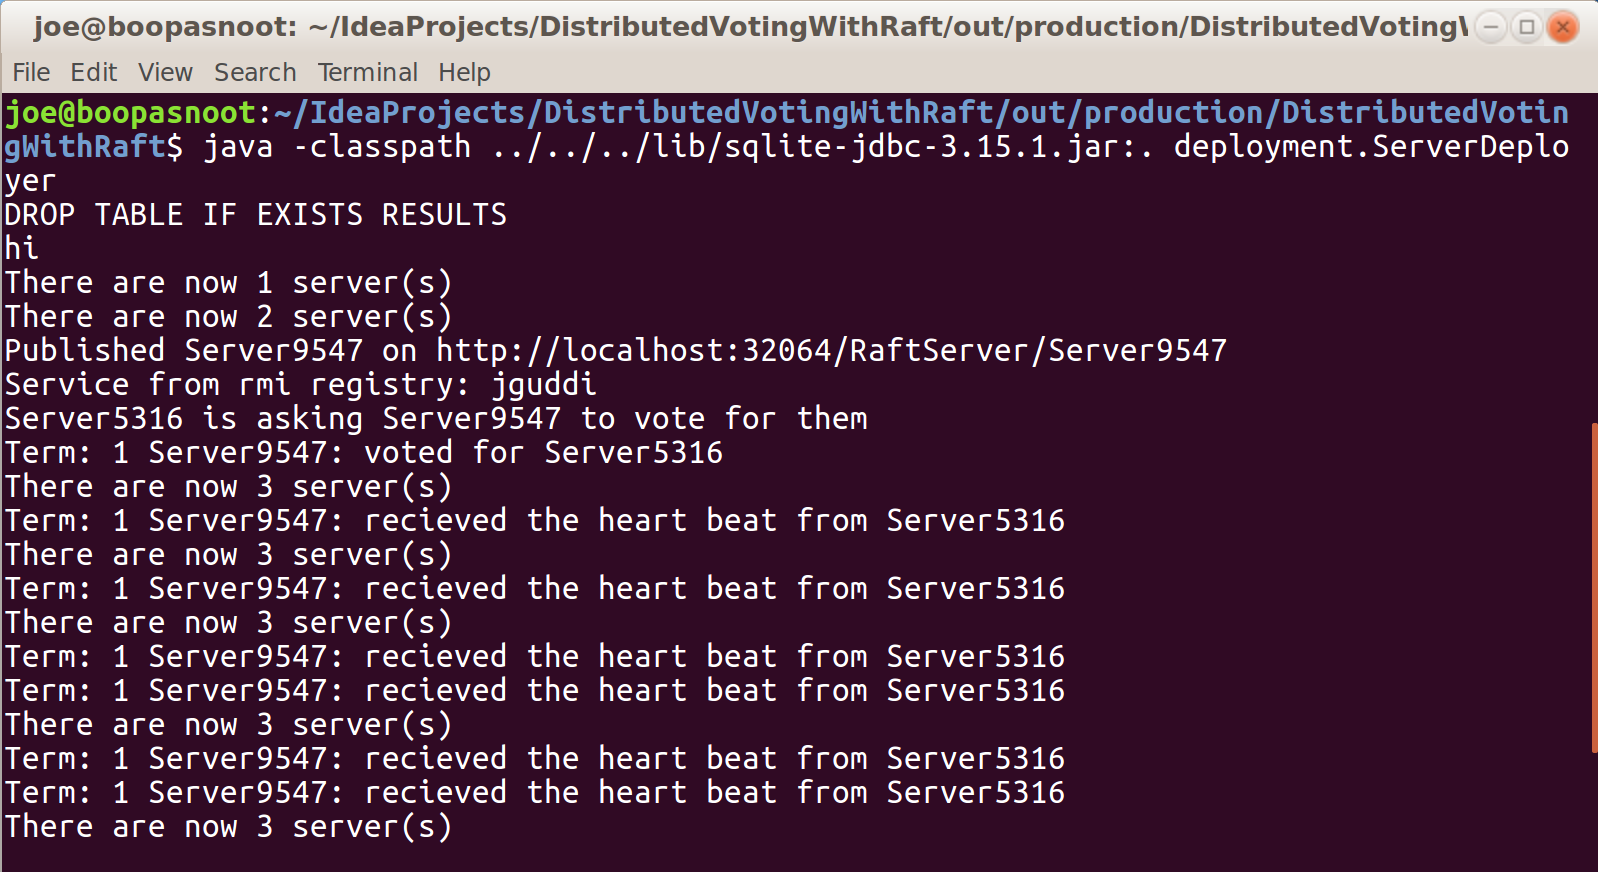 joe@boopasnoot: ~/IdeaProjects/DistributedVotingWithRaft/out/production/DistributedVoting
File Edit View Search Terminal Help
joe@boopasnoot:~/IdeaProjects/DistributedVotingWithRaft/out/production/DistributedVotin
gWithRaft$ java -classpath ../../../lib/sqlite-jdbc-3.15.1.jar:. deployment.ServerDeplo
yer
DROP TABLE IF EXISTS RESULTS
hi
There are now 1 server(s)
There are now 2 server(s)
Published Server9547 on http://localhost:32064/RaftServer/Server9547
Service from rmi registry: jguddi
Server5316 is asking Server9547 to vote for them
Term: 1 Server9547: voted for Server5316
There are now 3 server(s)
Term: 1 Server9547: recieved the heart beat from Server5316
There are now 3 server(s)
Term: 1 Server9547: recieved the heart beat from Server5316
There are now 3 server(s)
Term: 1 Server9547: recieved the heart beat from Server5316
Term: 1 Server9547: recieved the heart beat from Server5316
There are now 3 server(s)
Term: 1 Server9547: recieved the heart beat from Server5316
Term: 1 Server9547: recieved the heart beat from Server5316
There are now 3 server(s)